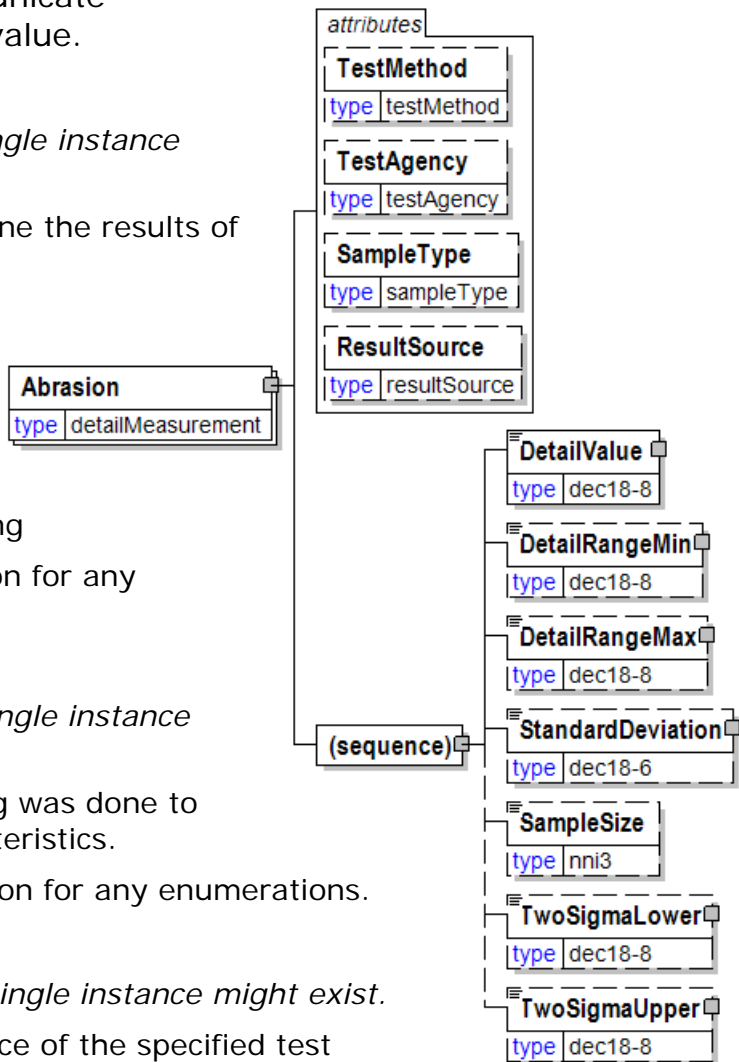 unicate
value.
ngle instance
ne the results of
ng
on for any
ngle instance
g was done to
teristics.
on for any enumerations.
ingle instance might exist.
ce of the specified test
Abrasion
type detailMeasurement
attributes
TestMethod
type testMethod
TestAgency
type testAgency
SampleType
type sampleType
ResultSource
type resultSource
(sequence)
DetailValue
type dec18-8
DetailRangeMin
type dec18-8
DetailRangeMax
type dec18-8
StandardDeviation
type dec18-6
SampleSize
type nni3
TwoSigmaLower
type dec18-8
TwoSigmaUpper
type dec18-8